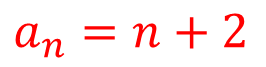 aₙ = n + 2